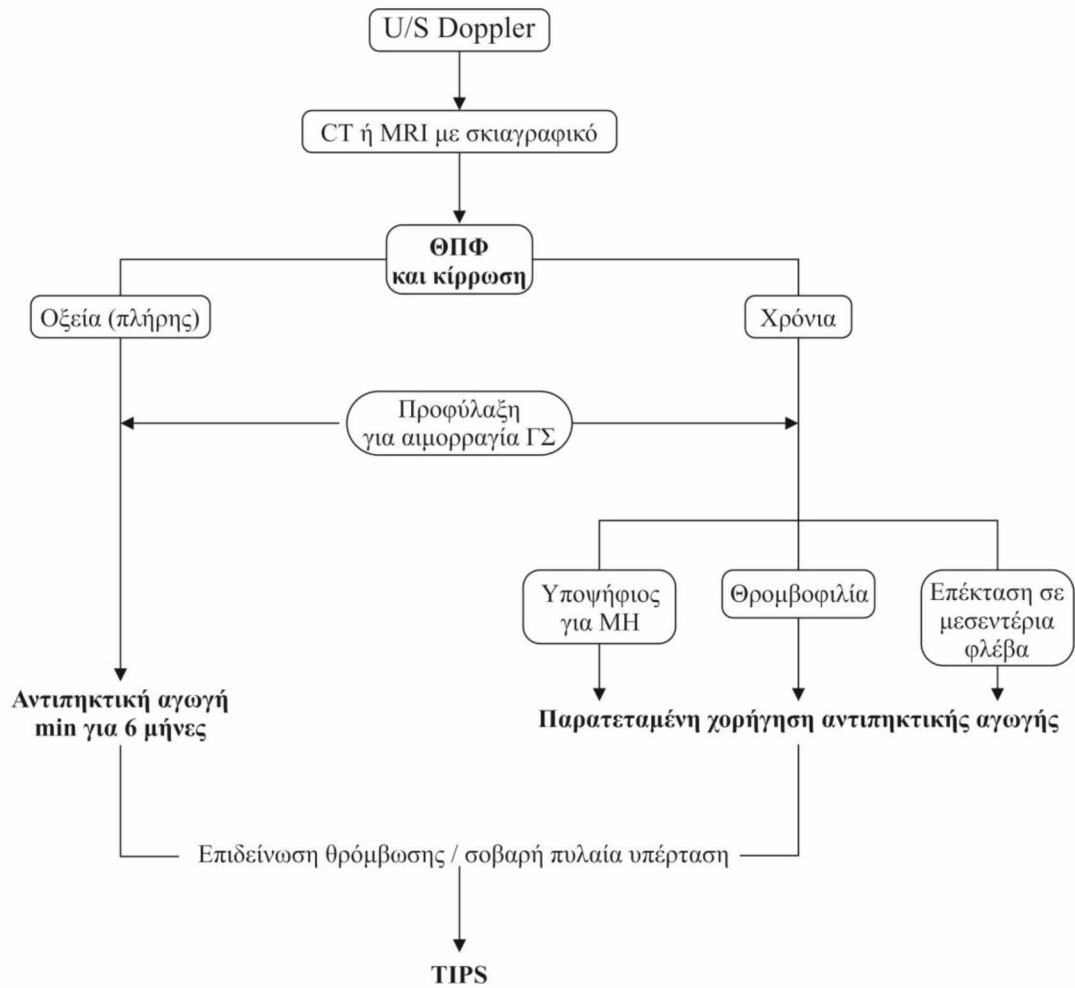 U/S Doppler
CT ή MRI με σκιαγραφικό
ΘΠΦ
και κίρρωση
Οξεία (πλήρης)
Χρόνια
Προφύλαξη
για αιμορραγία ΓΣ
Υποψήφιος
για ΜΗ
Θρομβοφιλία
Επέκταση σε
μεσεντέρια
φλέβα
Αντιπηκτική αγωγή
min για 6 μήνες
Παρατεταμένη χορήγηση αντιπηκτικής αγωγής
Επιδείνωση θρόμβωσης / σοβαρή πυλαία υπέρταση
TIPS